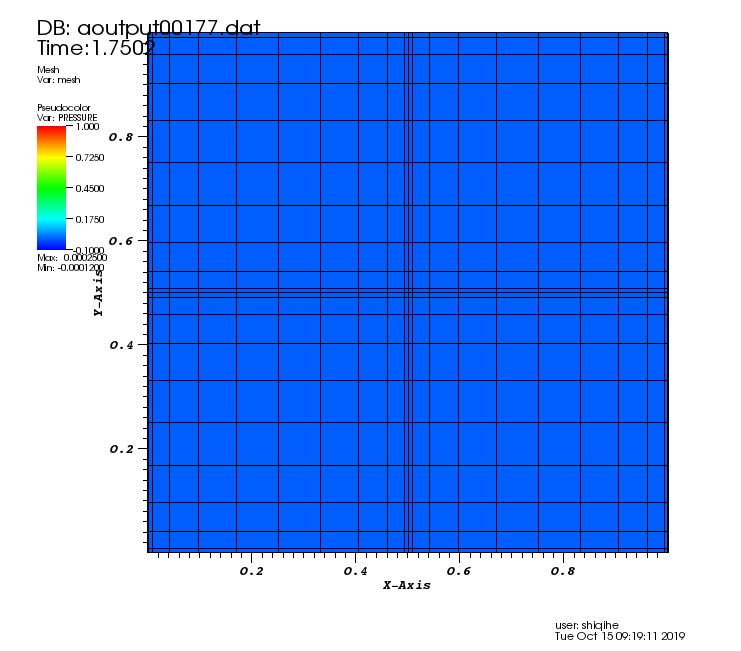 DB: aoutput00177.dat
Time:1.7502
Mesh
Var: mesh
Pseudocolor
Var: PRESSURE
1.000
0.7250
0.4500
0.1750
-0.1000
Max: 0.0002500
Min: -0.0001200
Y-Axis
0.8
0.6
0.4
0.2
0.2 0.4 0.6 0.8
X-Axis
user: shiqihe
Tue Oct 15 09:19:11 2019